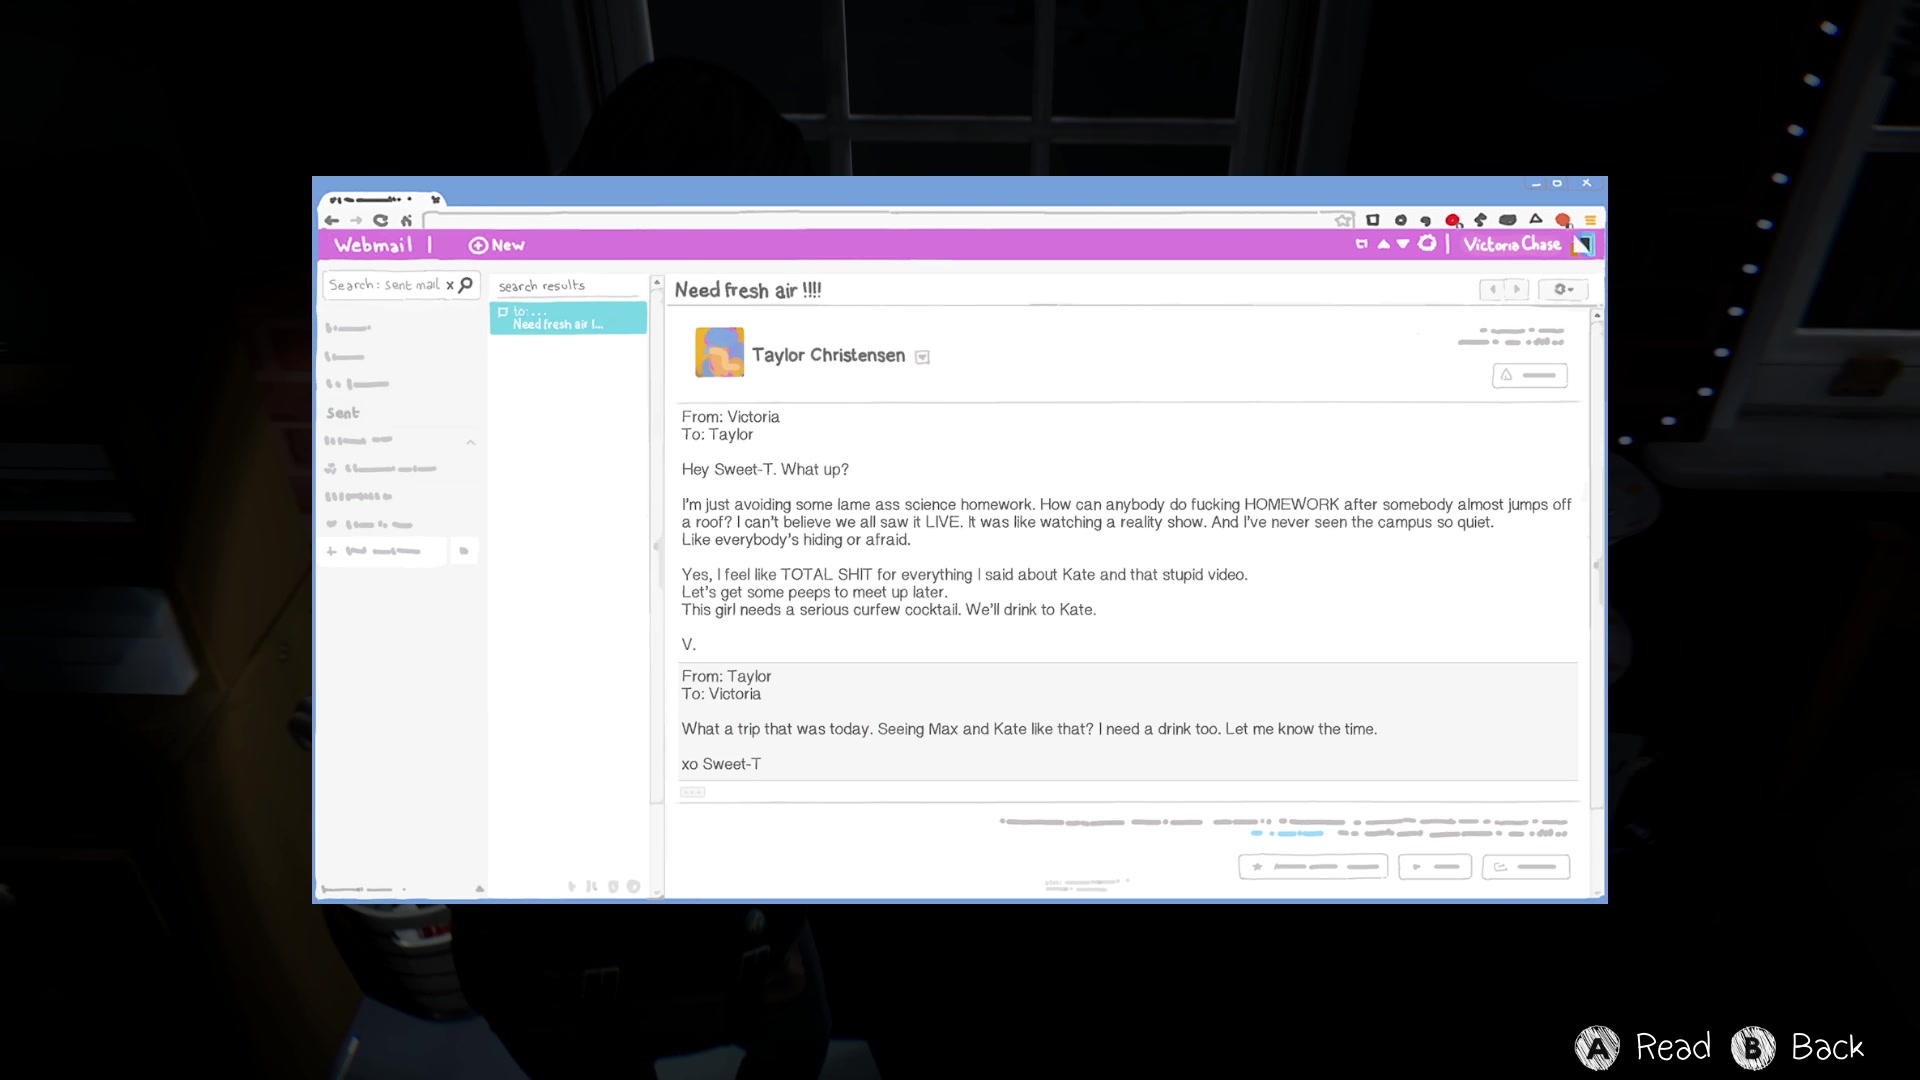 Webmail | New
Victoria Chase
Search: sent mail x
Sent
search results
to:...
Need fresh air !...
Need fresh air !!!!
Taylor Christensen
From: Victoria
To: Taylor
Hey Sweet-T. What up?
I'm just avoiding some lame ass science homework. How can anybody do fucking HOMEWORK after somebody almost jumps off
a roof? I can't believe we all saw it LIVE. It was like watching a reality show. And I've never seen the campus so quiet.
Like everybody's hiding or afraid.
Yes, I feel like TOTAL SHIT for everything I said about Kate and that stupid video.
Let's get some peeps to meet up later.
This girl needs a serious curfew cocktail. We'll drink to Kate.
V.
From: Taylor
To: Victoria
What a trip that was today. Seeing Max and Kate like that? I need a drink too. Let me know the time.
xo Sweet-T
A Read B Back